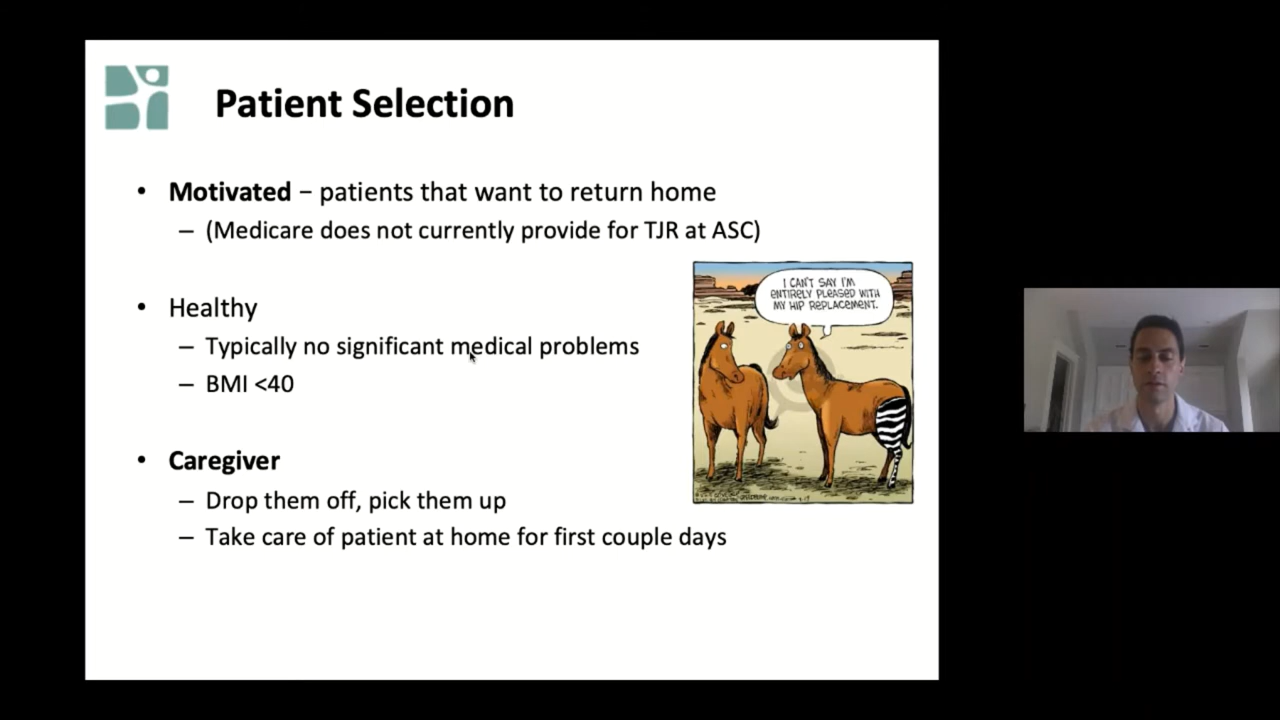 Patient Selection
• Motivated – patients that want to return home
– (Medicare does not currently provide for TJR at ASC)
• Healthy
– Typically no significant medical problems
– BMI <40
• Caregiver
– Drop them off, pick them up
– Take care of patient at home for first couple days
I CAN'T SAY I'M
ENTIRELY PLEASED WITH
MY HIP REPLACEMENT.